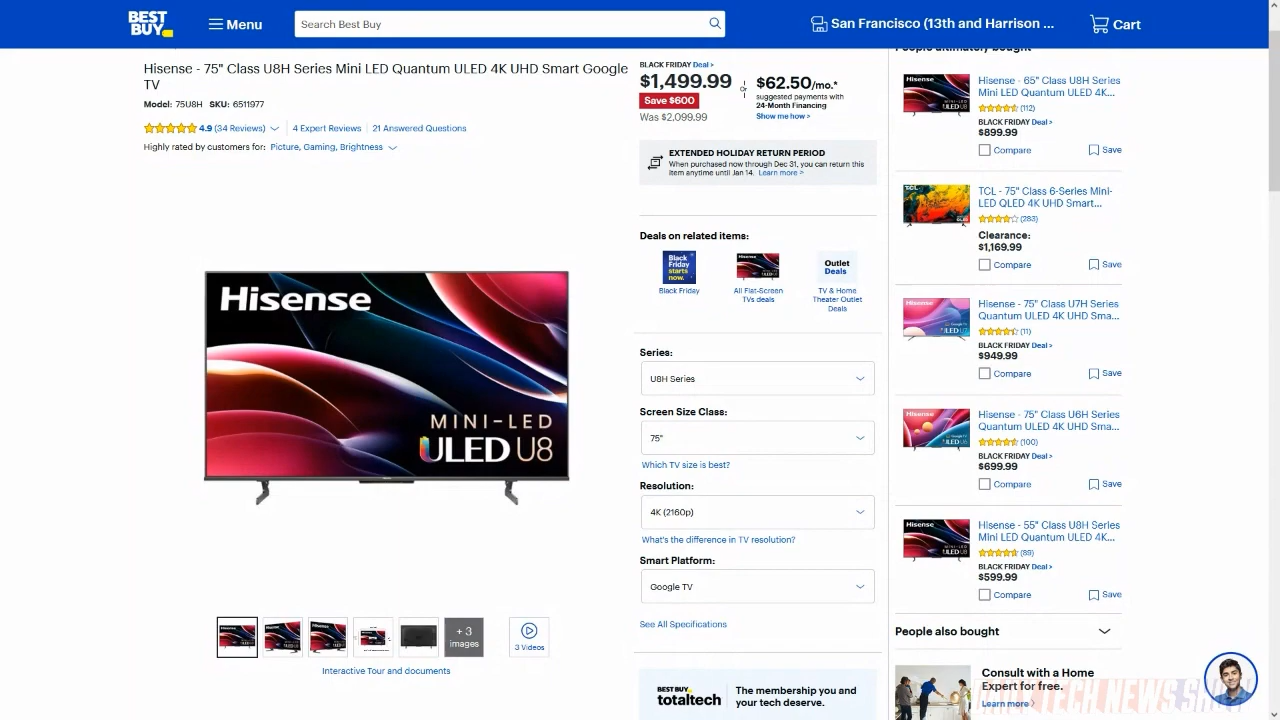 BEST BUY
Menu
Search Best Buy
San Francisco (13th and Harrison ...
Cart
Hisense - 75" Class U8H Series Mini LED Quantum ULED 4K UHD Smart Google
TV
Model: 75U8H SKU: 6511977
4.9 (34 Reviews)
4 Expert Reviews
21 Answered Questions
Highly rated by customers for: Picture, Gaming, Brightness
Hisense
MINI-LED
ULED U8
+ 3
images
3 Videos
Interactive Tour and documents
BLACK FRIDAY Deal >
$1,499.99
Save $600
Was $2,099.99
Or
$62.50/mo.*
suggested payments with
24-Month Financing
Show me how >
EXTENDED HOLIDAY RETURN PERIOD
When purchased now through Dec 31, you can return this
item anytime until Jan 14. Learn more >
Deals on related items:
Black
Friday
starts
now.
Black Friday
All Flat-Screen
TVs deals
Outlet
Deals
TV & Home
Theater Outlet
Deals
Series:
U8H Series
Screen Size Class:
75"
Which TV size is best?
Resolution:
4K (2160p)
What's the difference in TV resolution?
Smart Platform:
Google TV
See All Specifications
BEST BUY
totaltech
The membership you and
your tech deserve.
People ultimately bought
Hisense - 65" Class U8H Series
Mini LED Quantum ULED 4K...
(112)
BLACK FRIDAY Deal >
$899.99
Compare
Save
TCL - 75" Class 6-Series Mini-
LED QLED 4K UHD Smart...
(283)
Clearance:
$1,169.99
Compare
Save
Hisense - 75" Class U7H Series
Quantum ULED 4K UHD Sma...
(11)
BLACK FRIDAY Deal >
$949.99
Compare
Save
Hisense - 75" Class U6H Series
Quantum ULED 4K UHD Sma...
(100)
BLACK FRIDAY Deal >
$699.99
Compare
Save
Hisense - 55" Class U8H Series
Mini LED Quantum ULED 4K...
(89)
BLACK FRIDAY Deal >
$599.99
Compare
Save
People also bought
Consult with a Home
Expert for free.
Learn more >